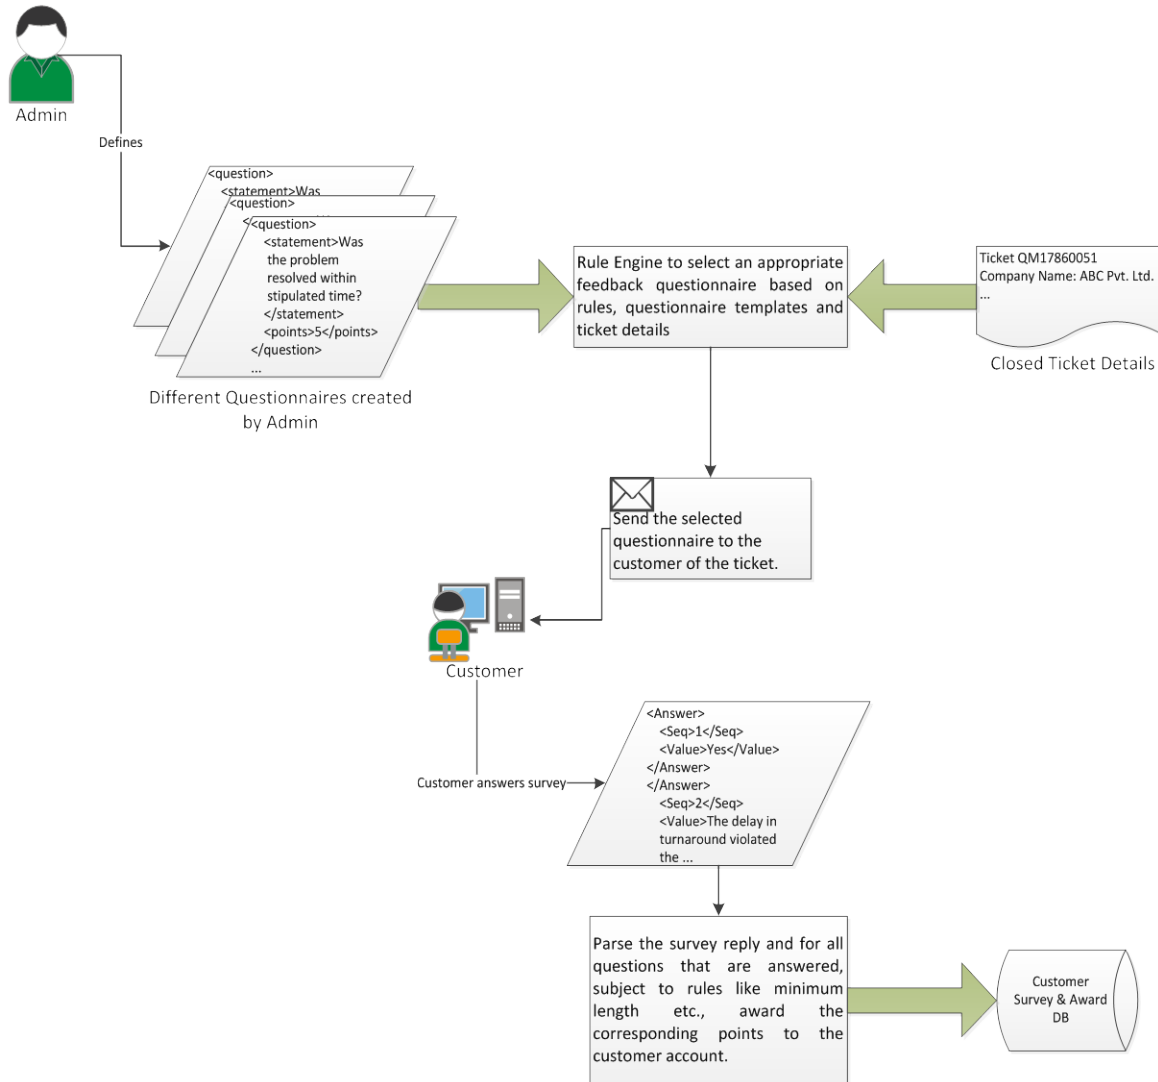 Admin
Defines
<question>
<statement>Was
<question>
<question>
<statement>Was
the problem
resolved within
stipulated time?
</statement>
<points>5</points>
</question>
...
Different Questionnaires created
by Admin
Rule Engine to select an appropriate
feedback questionnaire based on
rules, questionnaire templates and
ticket details
Ticket QM17860051
Company Name: ABC Pvt. Ltd.
...
Closed Ticket Details
Send the selected
questionnaire to the
customer of the ticket.
Customer
Customer answers survey
<Answer>
<Seq>1</Seq>
<Value>Yes</Value>
</Answer>
</Answer>
<Seq>2</Seq>
<Value>The delay in
turnaround violated
the ...
Parse the survey reply and for all
questions that are answered,
subject to rules like minimum
length etc., award the
corresponding points to the
customer account.
Customer
Survey & Award
DB